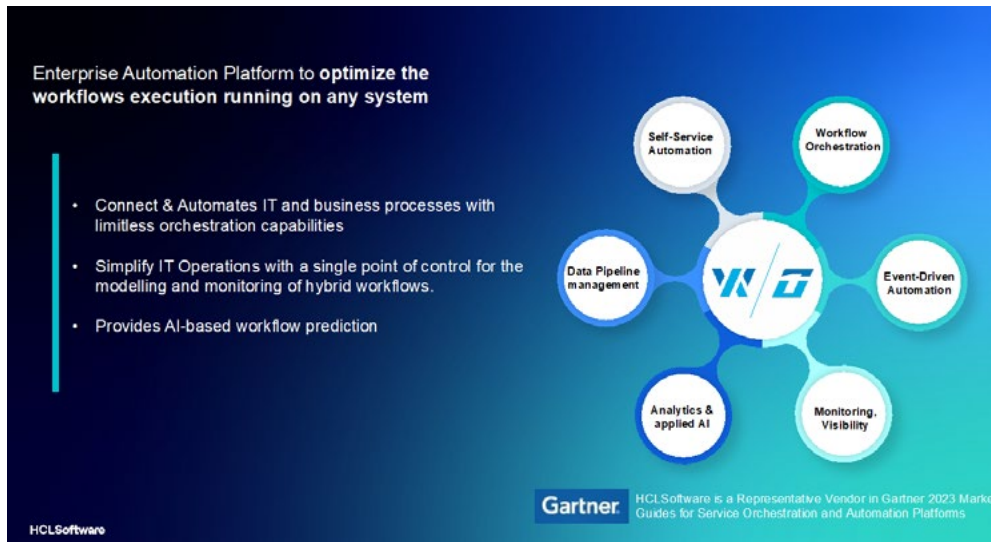 Enterprise Automation Platform to optimize the
workflows execution running on any system
• Connect & Automates IT and business processes with
limitless orchestration capabilities
• Simplify IT Operations with a single point of control for the
modelling and monitoring of hybrid workflows.
• Provides AI-based workflow prediction
Self-Service
Automation
Workflow
Orchestration
Data Pipeline
management
Event-Driven
Automation
Analytics &
applied AI
Monitoring,
Visibility
Gartner
HCLSoftware is a Representative Vendor in Gartner 2023 Marke
Guides for Service Orchestration and Automation Platforms
HCLSoftware